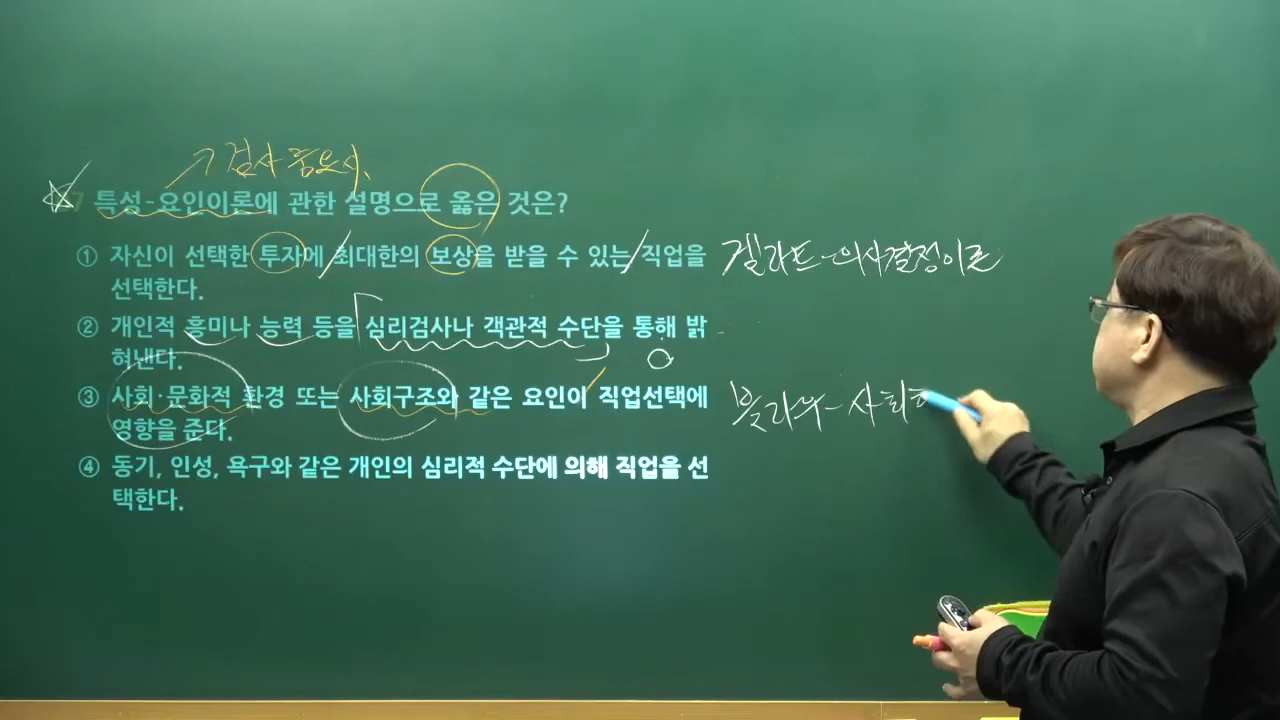 검사 중요시
27 특성-요인이론에 관한 설명으로 옳은 것은?
① 자신이 선택한 투자에 최대한의 보상을 받을 수 있는 직업을
선택한다.
겔라트-의사결정이론
② 개인적 흥미나 능력 등을 심리검사나 객관적 수단을 통해 밝
혀낸다.
③ 사회·문화적 환경 또는 사회구조와 같은 요인이 직업선택에
영향을 준다.
블라우-사회
④ 동기, 인성, 욕구와 같은 개인의 심리적 수단에 의해 직업을 선
택한다.